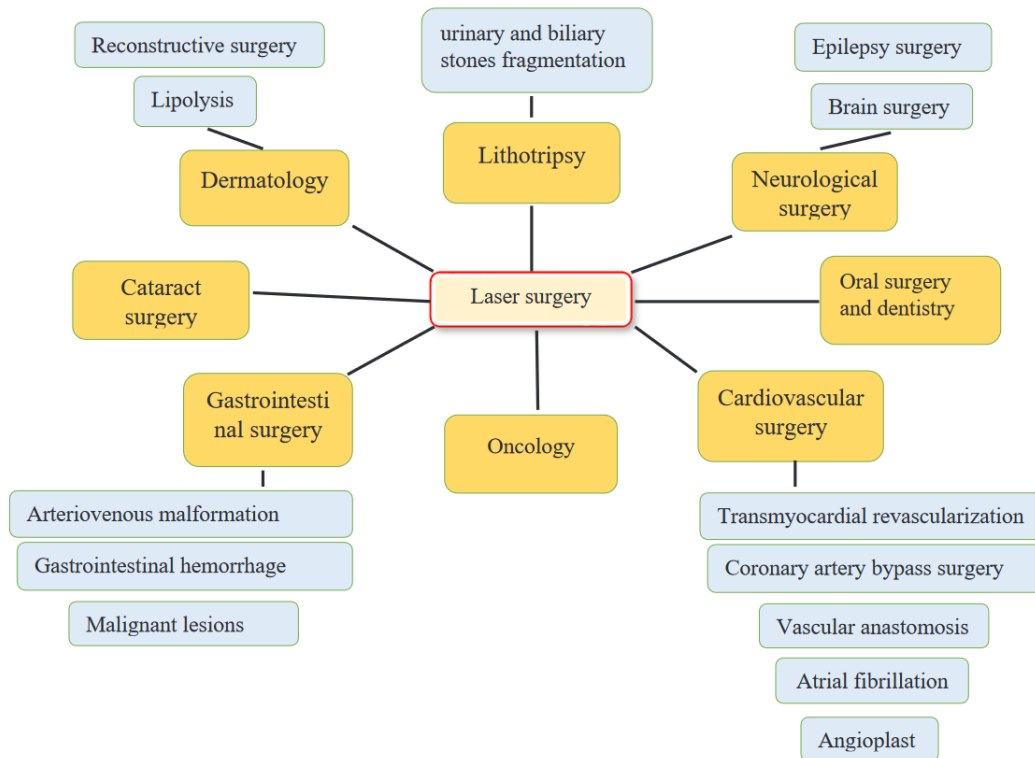 Reconstructive surgery
Lipolysis
Dermatology
urinary and biliary
stones fragmentation
Lithotripsy
Epilepsy surgery
Brain surgery
Neurological
surgery
Cataract
surgery
Laser surgery
Oral surgery
and dentistry
Gastrointesti
nal surgery
Oncology
Cardiovascular
surgery
Arteriovenous malformation
Gastrointestinal hemorrhage
Malignant lesions
Transmyocardial revascularization
Coronary artery bypass surgery
Vascular anastomosis
Atrial fibrillation
Angioplast